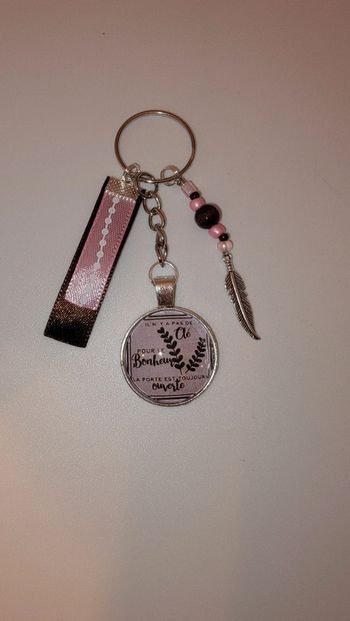 IL N'Y A PAS DE
Clé
POUR LE
Bonheur
LA PORTE EST TOUJOURS
ouverte